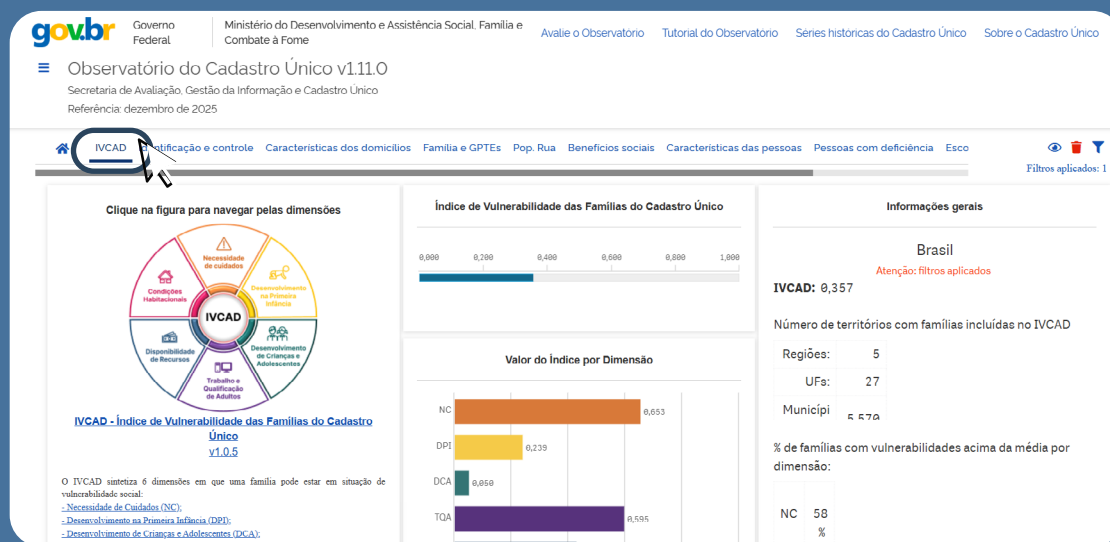 gov.br
Governo
Federal
Ministério do Desenvolvimento e Assistência Social, Família e
Combate à Fome
Avalie o Observatório
Tutorial do Observatório
Séries históricas do Cadastro Único
Sobre o Cadastro Único
Observatório do Cadastro Único v1.11.0
Secretaria de Avaliação, Gestão da Informação e Cadastro Único
Referência: dezembro de 2025
IVCAD
entificação e controle
Características dos domicílios
Família e GPTEs
Pop. Rua
Benefícios sociais
Características das pessoas
Pessoas com deficiência
Esco
Filtros aplicados: 1
Clique na figura para navegar pelas dimensões
Necessidade
de cuidados
Desenvolvimento
na Primeira
Infância
Condições
Habitacionais
IVCAD
Disponibilidade
de Recursos
Desenvolvimento
de Crianças e
Adolescentes
Trabalho e
Qualificação
de Adultos
IVCAD - Índice de Vulnerabilidade das Famílias do Cadastro
Único
v1.0.5
O IVCAD sintetiza 6 dimensões em que uma família pode estar em situação de
vulnerabilidade social:
- Necessidade de Cuidados (NC);
- Desenvolvimento na Primeira Infância (DPI);
- Desenvolvimento de Crianças e Adolescentes (DCA);
Índice de Vulnerabilidade das Famílias do Cadastro Único
0,000 0,200 0,400 0,600 0,800 1,000
Valor do Índice por Dimensão
NC 0,653
DPI 0,239
DCA 0,050
TQA 0,595
Informações gerais
Brasil
Atenção: filtros aplicados
IVCAD: 0,357
Número de territórios com famílias incluídas no IVCAD
Regiões: 5
UFs: 27
Municípi 5.570
% de famílias com vulnerabilidades acima da média por
dimensão:
NC 58
%